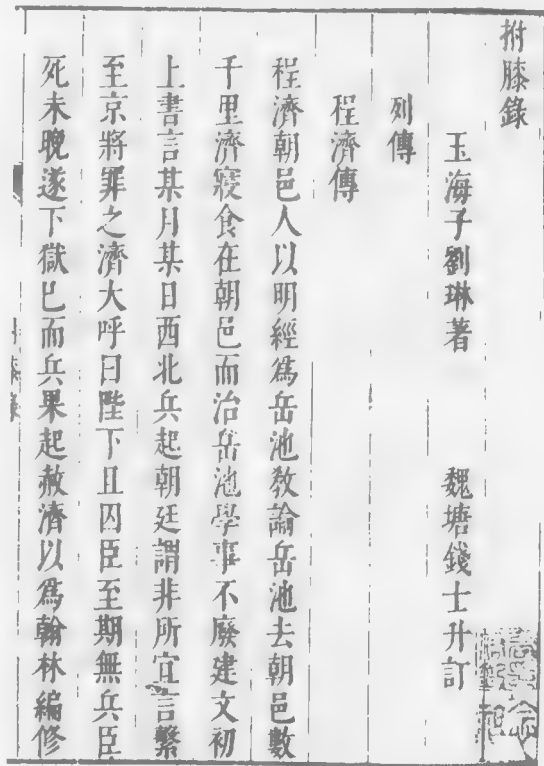 拊膝錄
玉海子劉琳著　魏塘錢士升訂
列傳
程濟傳
程濟朝邑人以明經爲岳池敎諭岳池去朝邑數
千里濟寢食在朝邑而治岳池學事不廢建文初
上書言某月某日西北兵起朝廷謂非所宜言繫
至京將罪之濟大呼曰陛下且囚臣至期無兵臣
死未晚遂下獄巳而兵果起赦濟以爲翰林編修